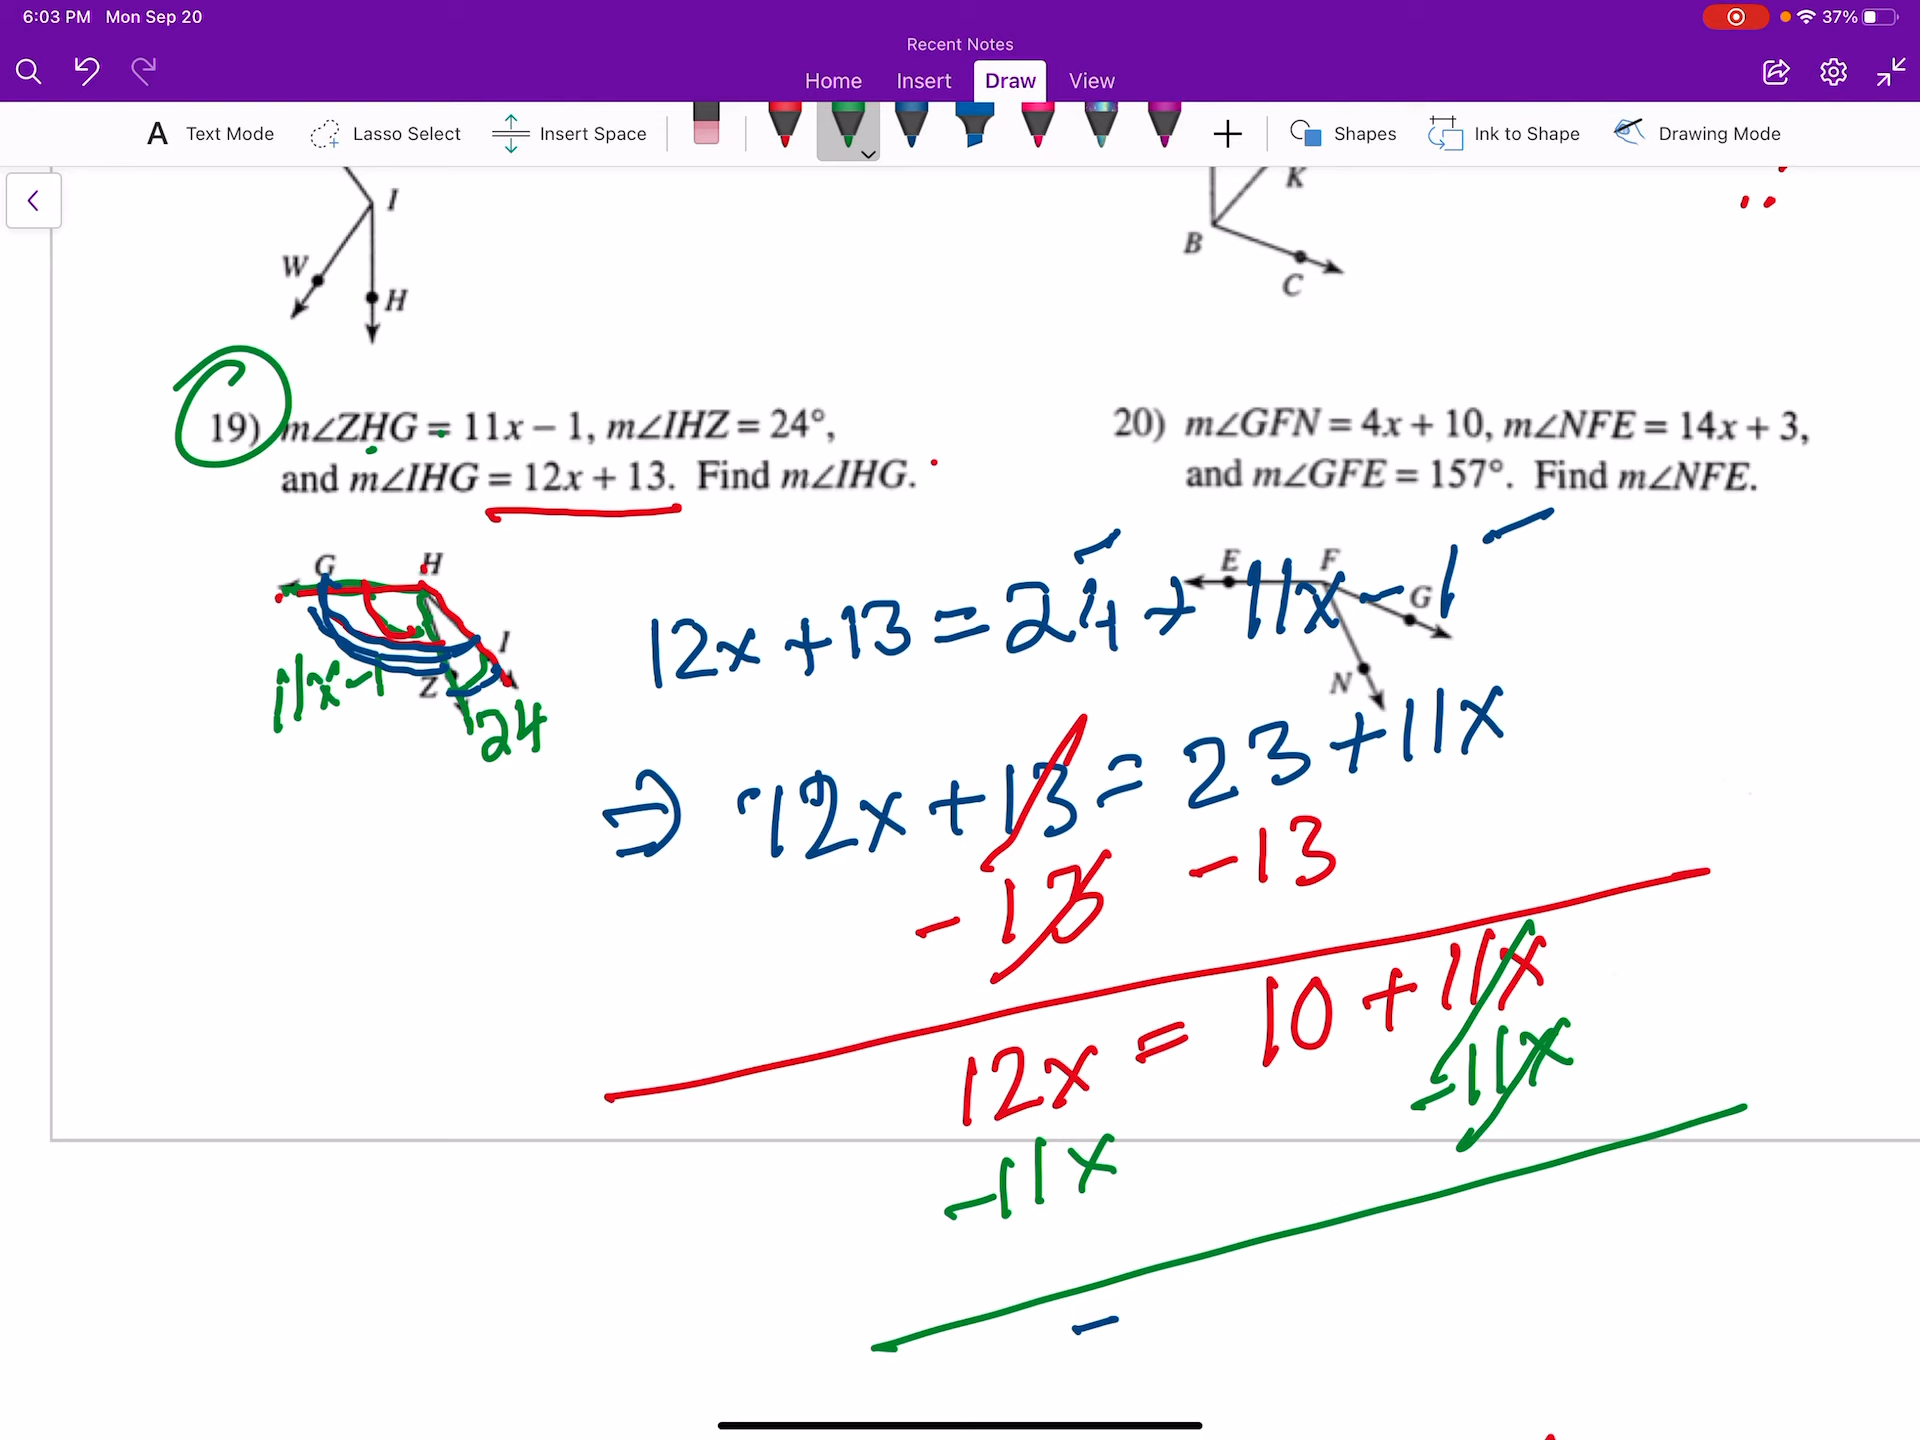 6:03 PM Mon Sep 20
37%
Recent Notes
Home Insert Draw View
A Text Mode Lasso Select Insert Space Shapes Ink to Shape Drawing Mode
I
W
H
K
B
C
19) m∠ZHG = 11x − 1, m∠IHZ = 24°,
and m∠IHG = 12x + 13. Find m∠IHG.
20) m∠GFN = 4x + 10, m∠NFE = 14x + 3,
and m∠GFE = 157°. Find m∠NFE.
G H
I
Z
11x-1
24
E F
G
N
12x +13 = 24 + 11x - 1
⇒ 12x +13 = 23 +11x
-13 -13
12x = 10 + 11x
-11x -11x